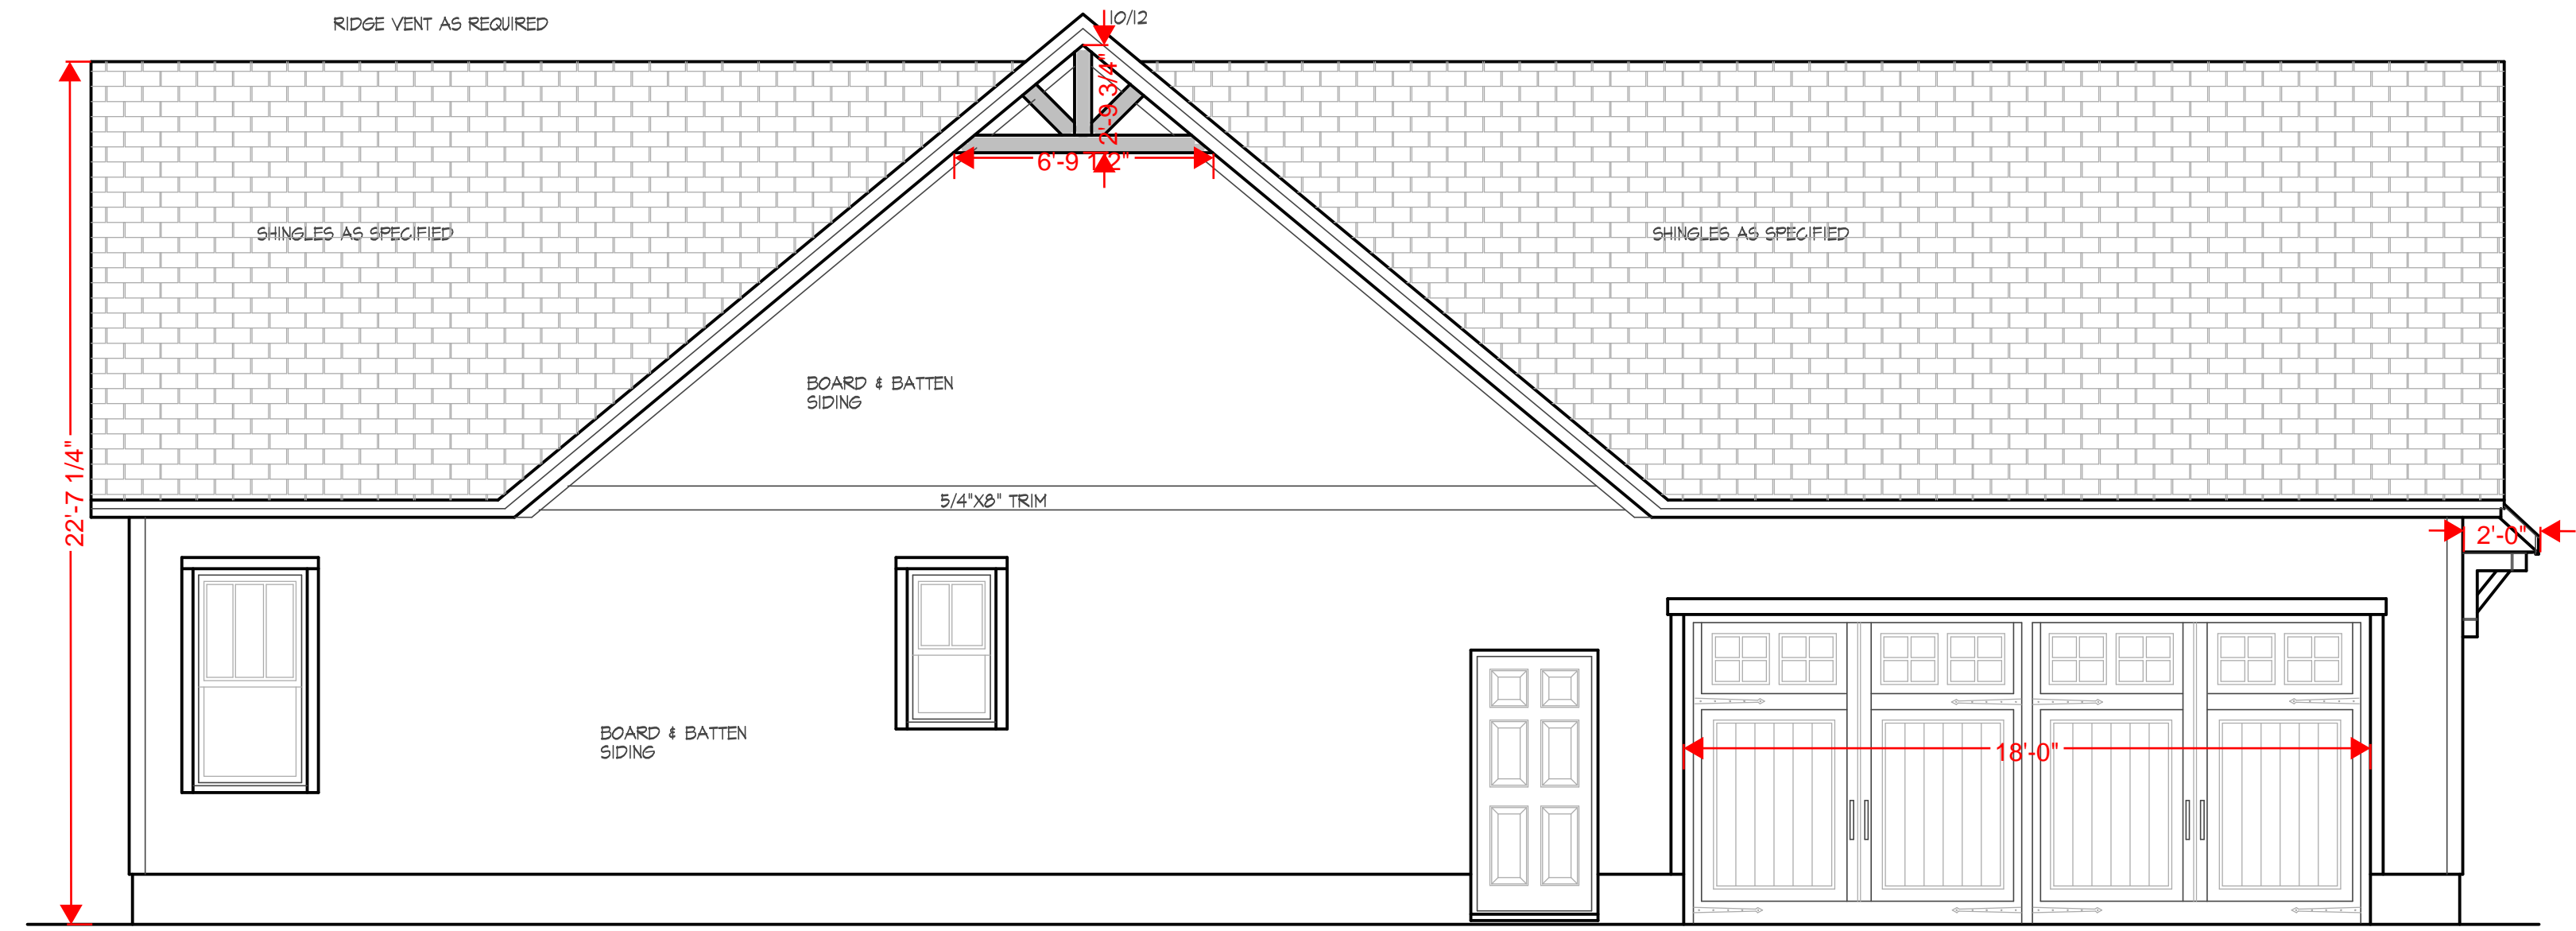 RIDGE VENT AS REQUIRED
10/12
2'-9 3/4"
6'-9 1/2"
SHINGLES AS SPECIFIED
SHINGLES AS SPECIFIED
BOARD & BATTEN
SIDING
22'-7 1/4"
5/4"X8" TRIM
2'-0"
BOARD & BATTEN
SIDING
18'-0"